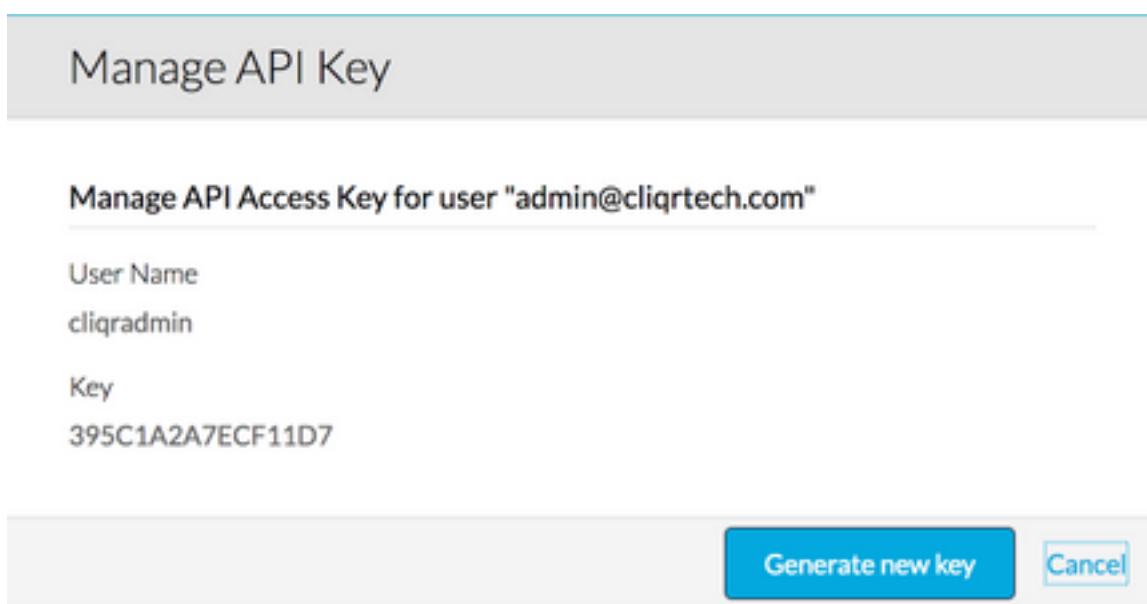 Manage API Key
Manage API Access Key for user "admin@cliqrtech.com"
User Name
cliqradmin
Key
395C1A2A7ECF11D7
Generate new key
Cancel